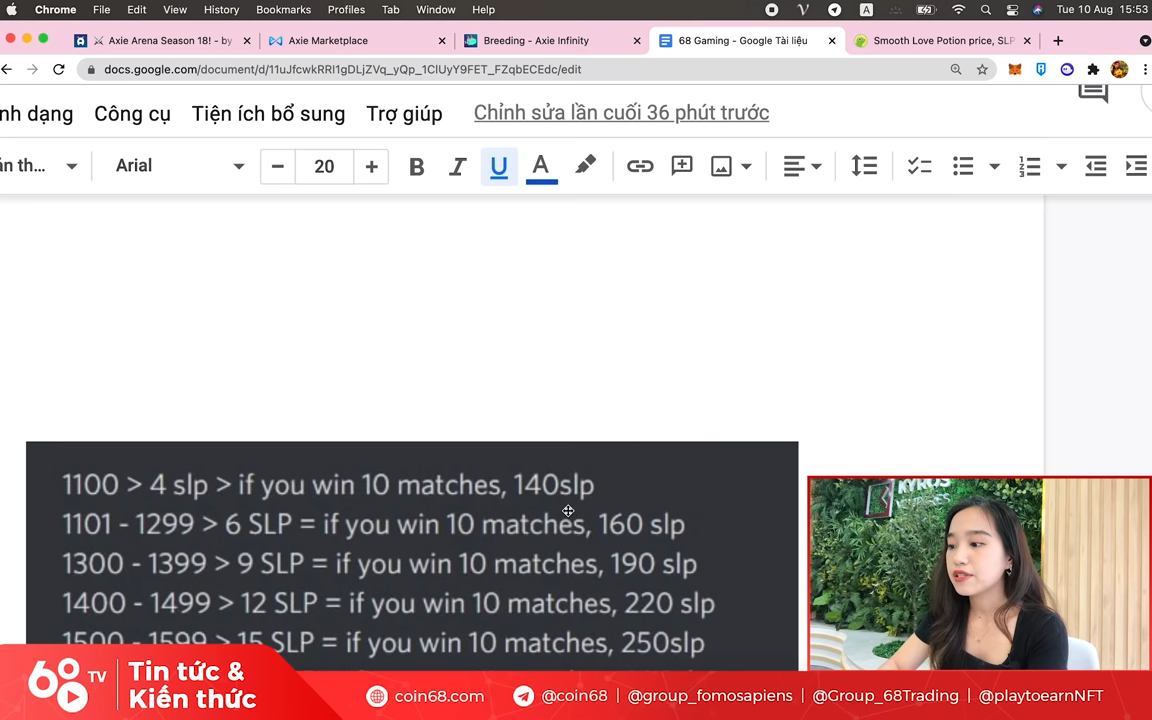 Chrome File Edit View History Bookmarks Profiles Tab Window Help
A Tue 10 Aug 15:53
Axie Arena Season 18! - by
Axie Marketplace
Breeding - Axie Infinity
68 Gaming - Google Tài liệu
Smooth Love Potion price, SLP
docs.google.com/document/d/11uJfcwkRRI1gDLjZVq_yQp_1ClUyY9FET_FZqbECEdc/edit
nh dạng Công cụ Tiện ích bổ sung Trợ giúp Chỉnh sửa lần cuối 36 phút trước
ản th... Arial − 20 + B I U A
1100 > 4 slp > if you win 10 matches, 140slp
1101 - 1299 > 6 SLP = if you win 10 matches, 160 slp
1300 - 1399 > 9 SLP = if you win 10 matches, 190 slp
1400 - 1499 > 12 SLP = if you win 10 matches, 220 slp
1500 - 1599 > 15 SLP = if you win 10 matches, 250slp
KYROS
68 TV
Tin tức &
Kiến thức
coin68.com
@coin68 | @group_fomosapiens | @Group_68Trading | @playtoearnNFT